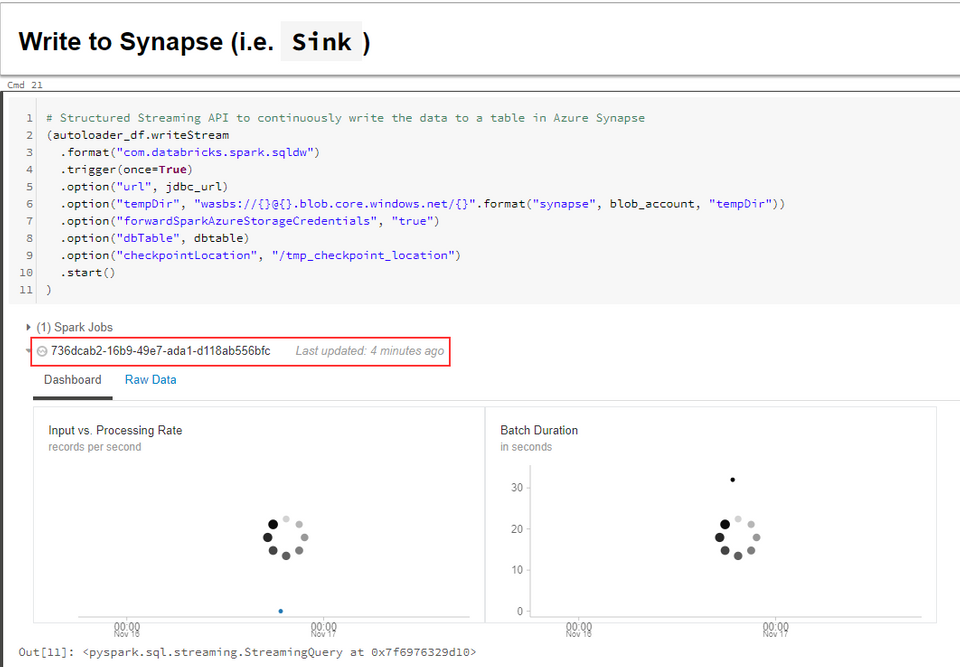 Write to Synapse (i.e. Sink )
Cmd 21
1 # Structured Streaming API to continuously write the data to a table in Azure Synapse
2 (autoloader_df.writeStream
3 .format("com.databricks.spark.sqldw")
4 .trigger(once=True)
5 .option("url", jdbc_url)
6 .option("tempDir", "wasbs://{}@{}.blob.core.windows.net/{}".format("synapse", blob_account, "tempDir"))
7 .option("forwardSparkAzureStorageCredentials", "true")
8 .option("dbTable", dbtable)
9 .option("checkpointLocation", "/tmp_checkpoint_location")
10 .start()
11 )
(1) Spark Jobs
736dcab2-16b9-49e7-ada1-d118ab556bfc Last updated: 4 minutes ago
Dashboard Raw Data
Input vs. Processing Rate
records per second
00:00 00:00
Nov 16 Nov 17
Batch Duration
in seconds
30
20
10
0
00:00 00:00
Nov 16 Nov 17
Out[11]: <pyspark.sql.streaming.StreamingQuery at 0x7f6976329d10>